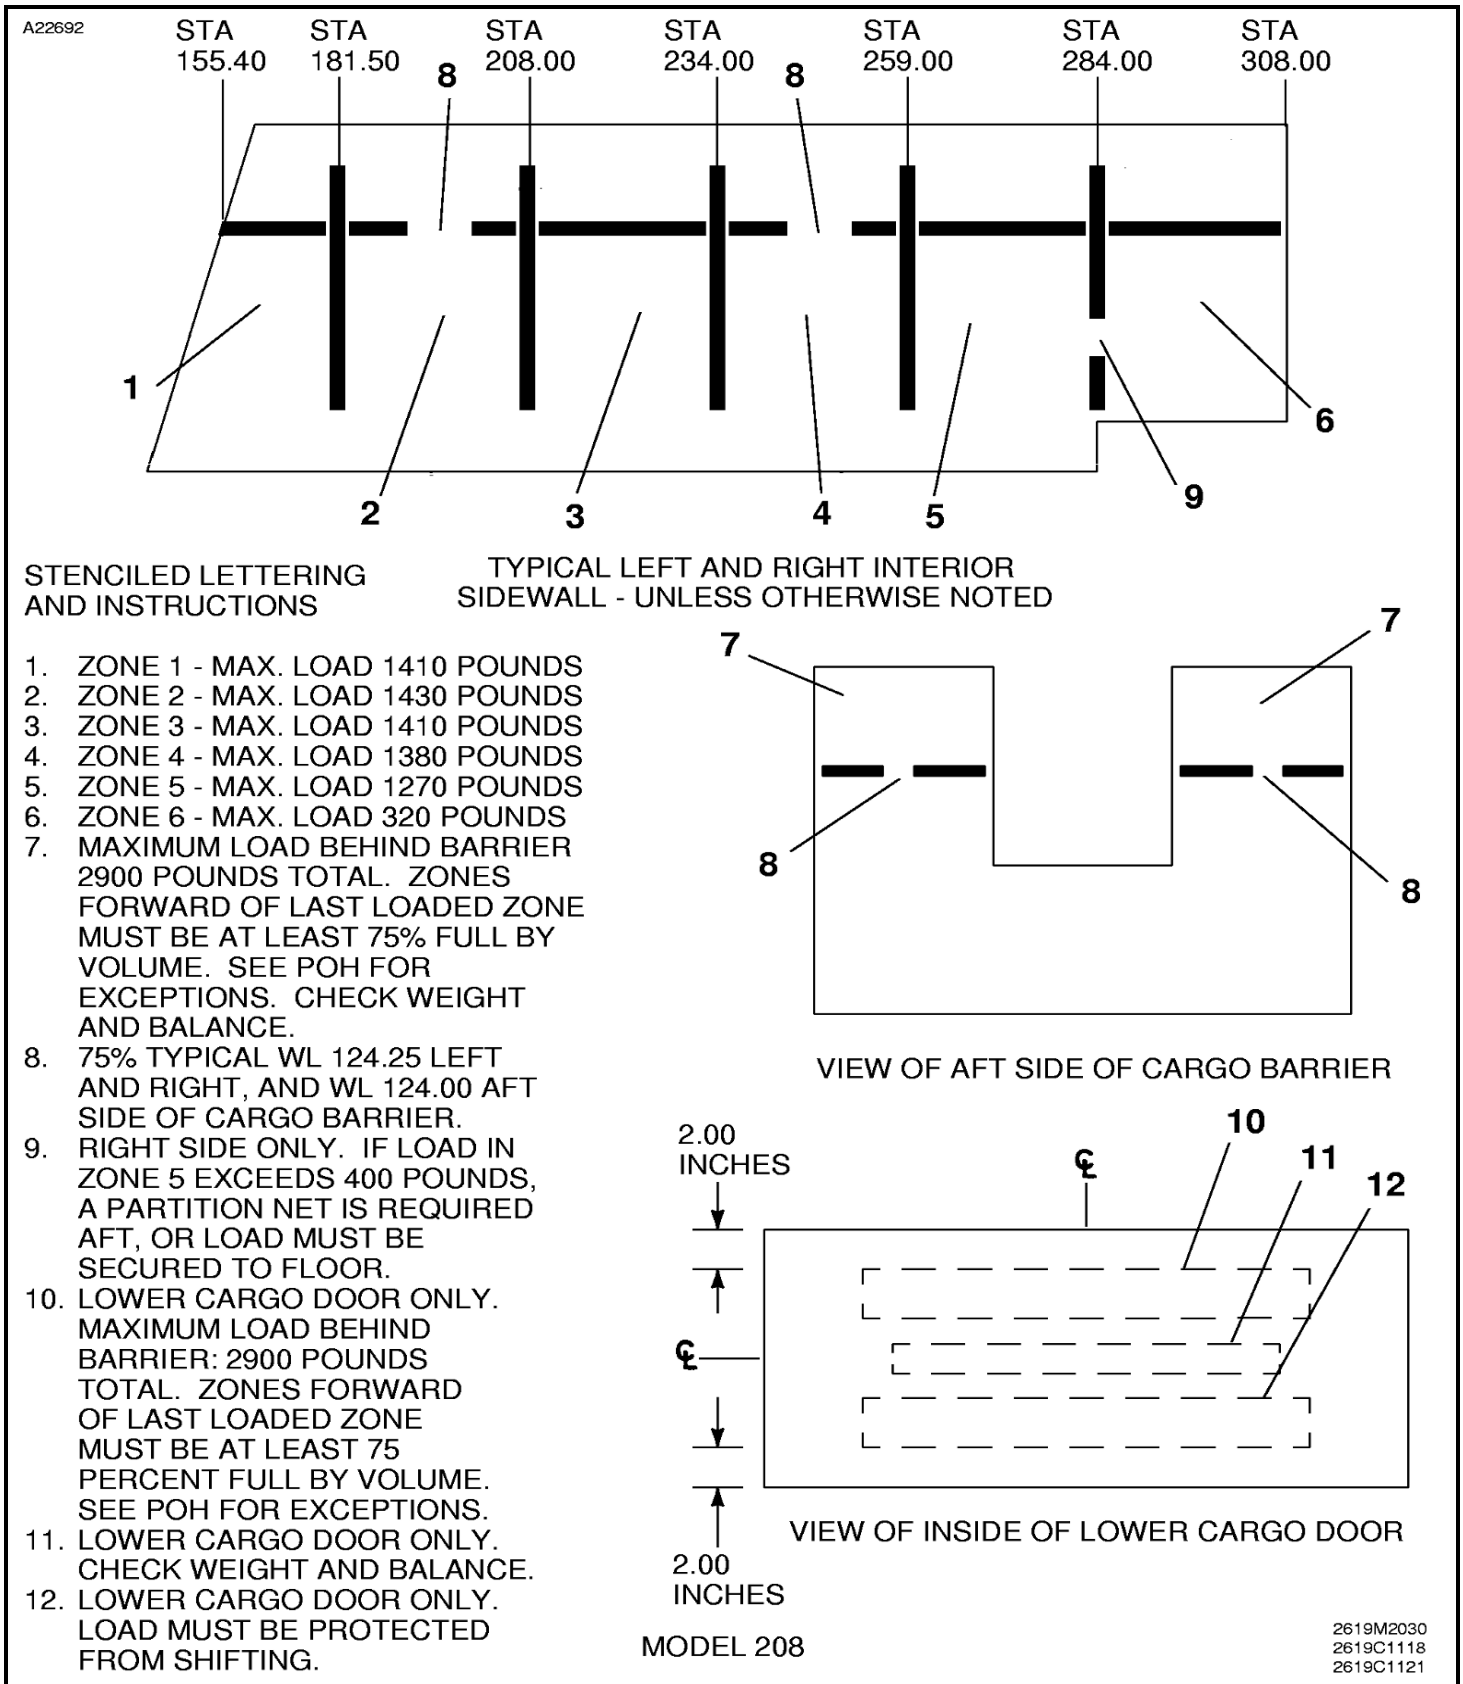 A22692
STA 155.40
STA 181.50
STA 208.00
STA 234.00
STA 259.00
STA 284.00
STA 308.00
8
8
1
2
3
4
5
9
6
STENCILED LETTERING
AND INSTRUCTIONS
TYPICAL LEFT AND RIGHT INTERIOR
SIDEWALL - UNLESS OTHERWISE NOTED
1. ZONE 1 - MAX. LOAD 1410 POUNDS
2. ZONE 2 - MAX. LOAD 1430 POUNDS
3. ZONE 3 - MAX. LOAD 1410 POUNDS
4. ZONE 4 - MAX. LOAD 1380 POUNDS
5. ZONE 5 - MAX. LOAD 1270 POUNDS
6. ZONE 6 - MAX. LOAD 320 POUNDS
7. MAXIMUM LOAD BEHIND BARRIER
2900 POUNDS TOTAL. ZONES
FORWARD OF LAST LOADED ZONE
MUST BE AT LEAST 75% FULL BY
VOLUME. SEE POH FOR
EXCEPTIONS. CHECK WEIGHT
AND BALANCE.
8. 75% TYPICAL WL 124.25 LEFT
AND RIGHT, AND WL 124.00 AFT
SIDE OF CARGO BARRIER.
9. RIGHT SIDE ONLY. IF LOAD IN
ZONE 5 EXCEEDS 400 POUNDS,
A PARTITION NET IS REQUIRED
AFT, OR LOAD MUST BE
SECURED TO FLOOR.
10. LOWER CARGO DOOR ONLY.
MAXIMUM LOAD BEHIND
BARRIER: 2900 POUNDS
TOTAL. ZONES FORWARD
OF LAST LOADED ZONE
MUST BE AT LEAST 75
PERCENT FULL BY VOLUME.
SEE POH FOR EXCEPTIONS.
11. LOWER CARGO DOOR ONLY.
CHECK WEIGHT AND BALANCE.
12. LOWER CARGO DOOR ONLY.
LOAD MUST BE PROTECTED
FROM SHIFTING.
7
7
8
8
VIEW OF AFT SIDE OF CARGO BARRIER
2.00
INCHES
℄
10
11
12
℄
2.00
INCHES
VIEW OF INSIDE OF LOWER CARGO DOOR
MODEL 208
2619M2030
2619C1118
2619C1121